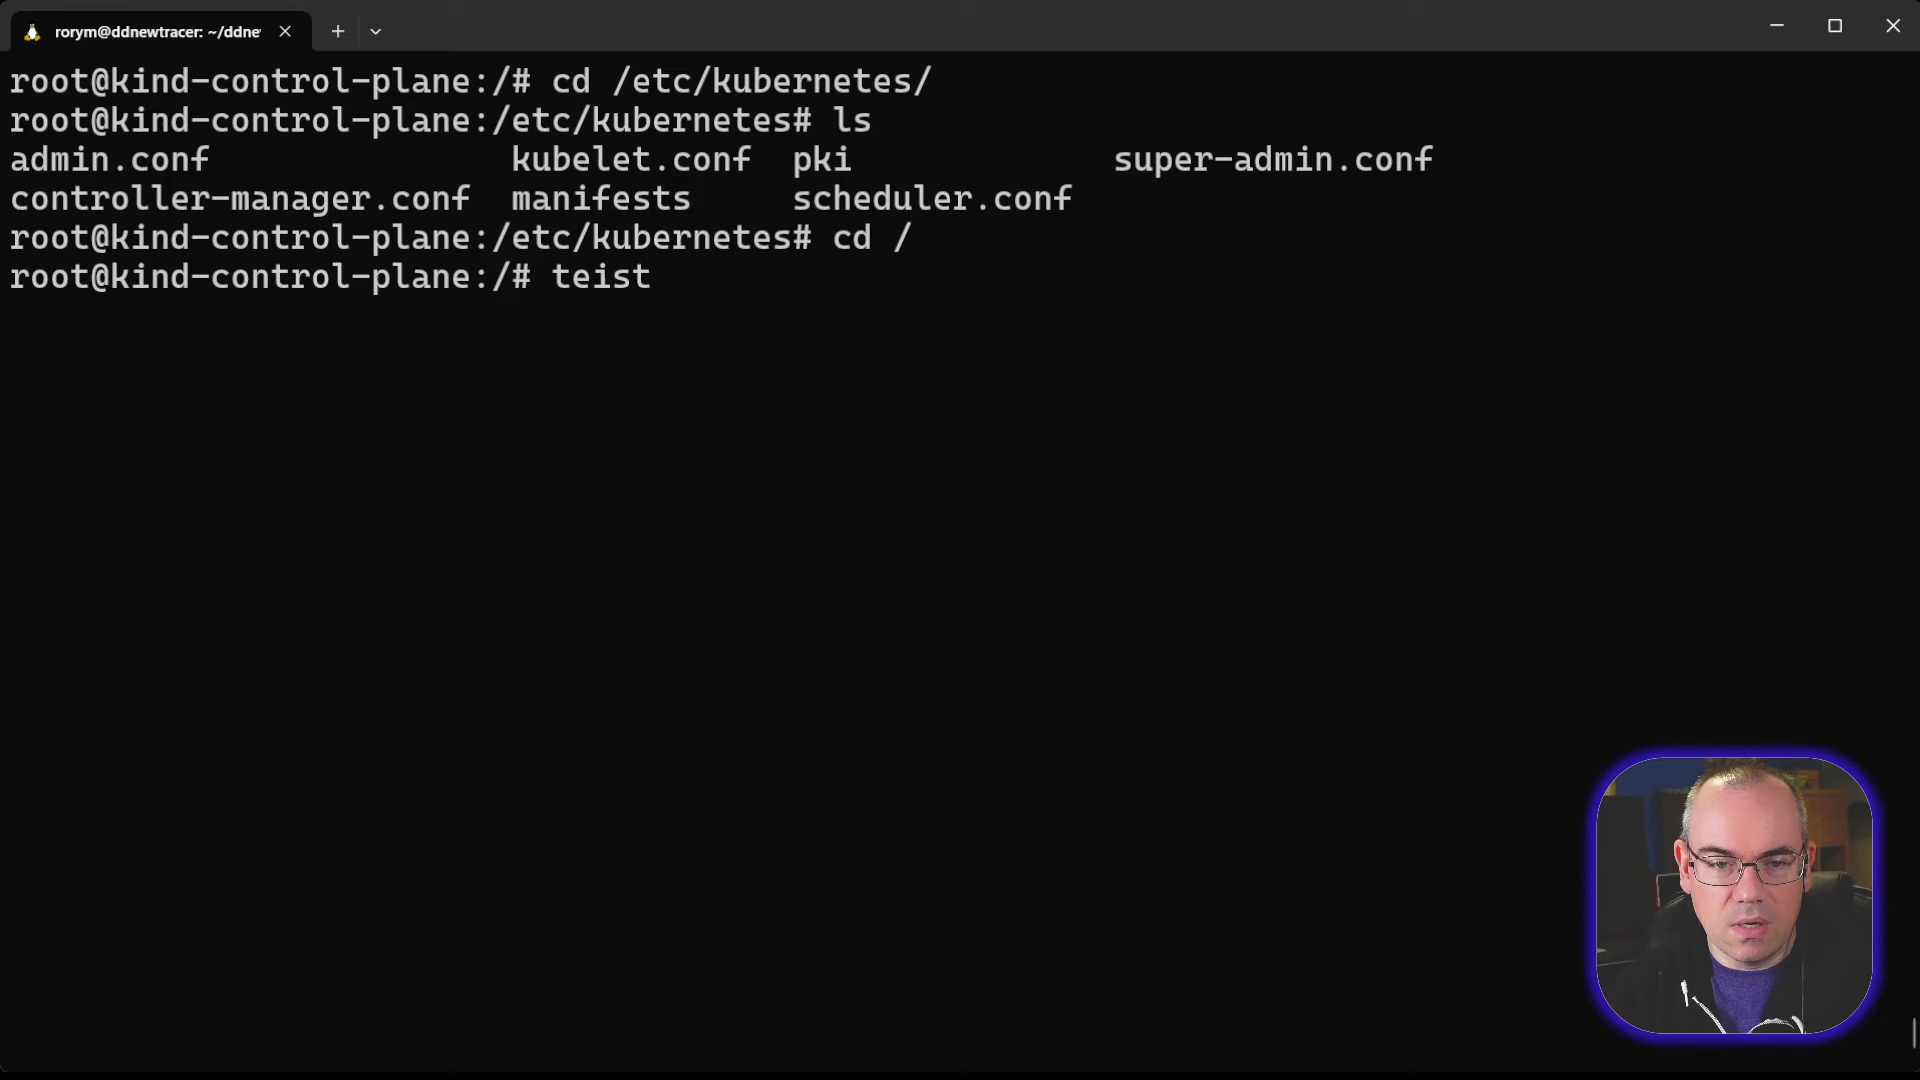 rorym@ddnewtracer: ~/ddne
root@kind-control-plane:/# cd /etc/kubernetes/
root@kind-control-plane:/etc/kubernetes# ls
admin.conf kubelet.conf pki super-admin.conf
controller-manager.conf manifests scheduler.conf
root@kind-control-plane:/etc/kubernetes# cd /
root@kind-control-plane:/# teist